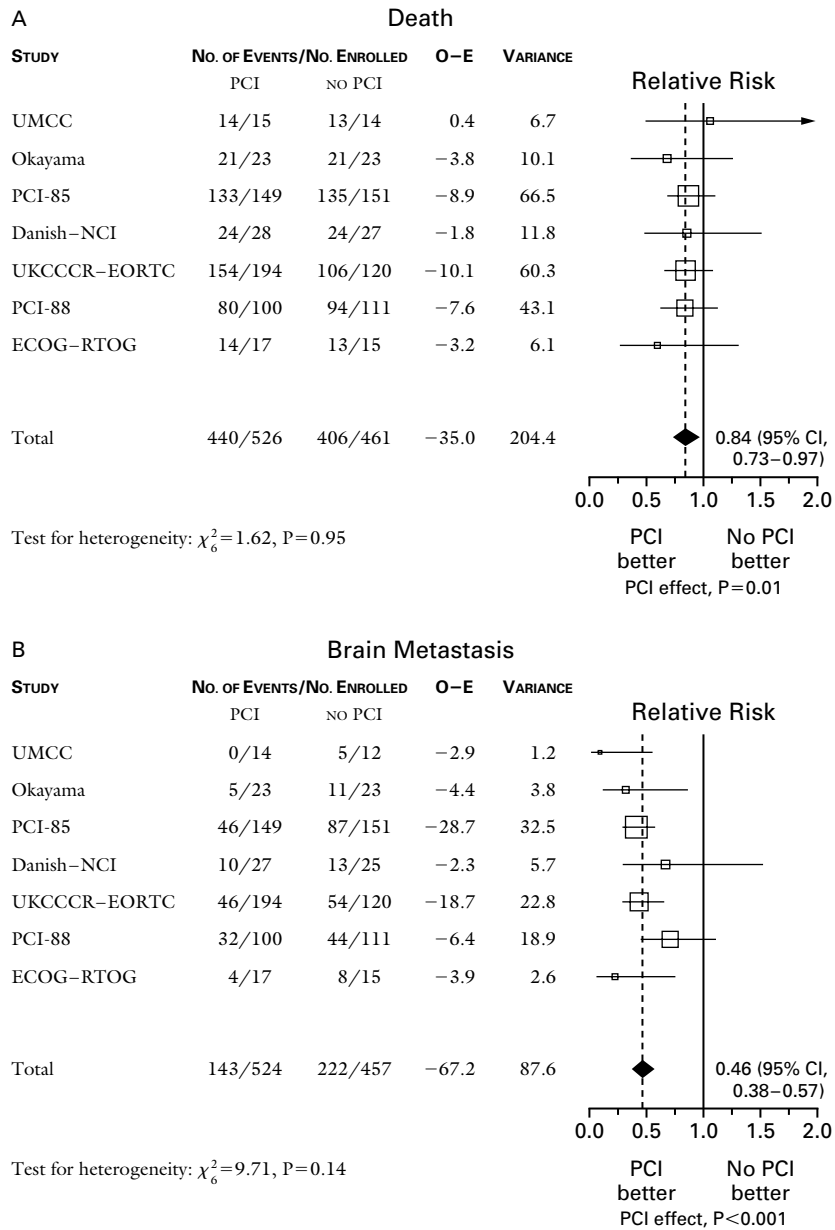 A Death
STUDY NO. OF EVENTS/NO. ENROLLED O−E VARIANCE
PCI NO PCI Relative Risk
UMCC 14/15 13/14 0.4 6.7
Okayama 21/23 21/23 −3.8 10.1
PCI-85 133/149 135/151 −8.9 66.5
Danish–NCI 24/28 24/27 −1.8 11.8
UKCCCR–EORTC 154/194 106/120 −10.1 60.3
PCI-88 80/100 94/111 −7.6 43.1
ECOG–RTOG 14/17 13/15 −3.2 6.1
Total 440/526 406/461 −35.0 204.4 0.84 (95% CI,
0.73–0.97)
0.0 0.5 1.0 1.5 2.0
Test for heterogeneity: χ²₆=1.62, P=0.95
PCI No PCI
better better
PCI effect, P=0.01
B Brain Metastasis
STUDY NO. OF EVENTS/NO. ENROLLED O−E VARIANCE
PCI NO PCI Relative Risk
UMCC 0/14 5/12 −2.9 1.2
Okayama 5/23 11/23 −4.4 3.8
PCI-85 46/149 87/151 −28.7 32.5
Danish–NCI 10/27 13/25 −2.3 5.7
UKCCCR–EORTC 46/194 54/120 −18.7 22.8
PCI-88 32/100 44/111 −6.4 18.9
ECOG–RTOG 4/17 8/15 −3.9 2.6
Total 143/524 222/457 −67.2 87.6 0.46 (95% CI,
0.38–0.57)
0.0 0.5 1.0 1.5 2.0
Test for heterogeneity: χ²₆=9.71, P=0.14
PCI No PCI
better better
PCI effect, P<0.001